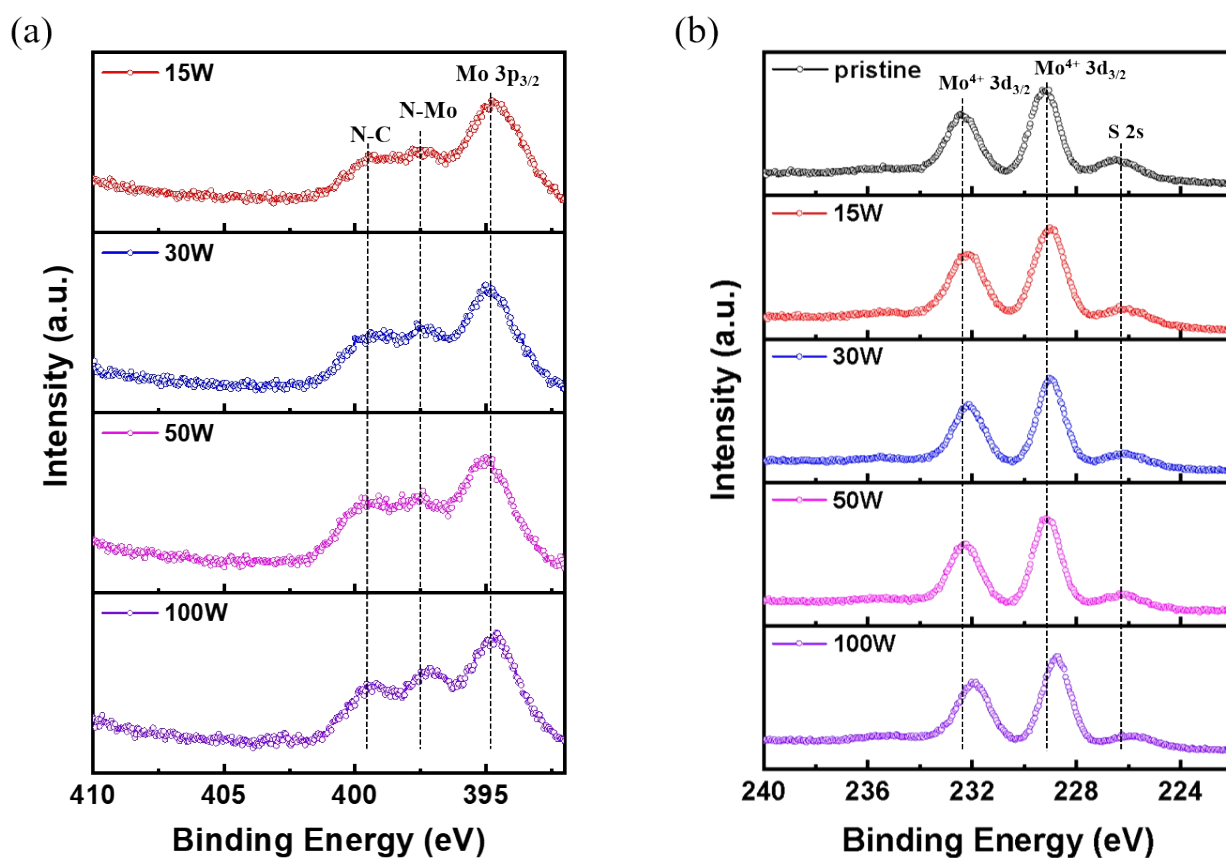 (a)
15W
Mo 3p3/2
N-Mo
N-C
30W
50W
100W
410 405 400 395
Binding Energy (eV)
Intensity (a.u.)
(b)
pristine
Mo4+ 3d3/2
Mo4+ 3d3/2
S 2s
15W
30W
50W
100W
240 236 232 228 224
Binding Energy (eV)
Intensity (a.u.)